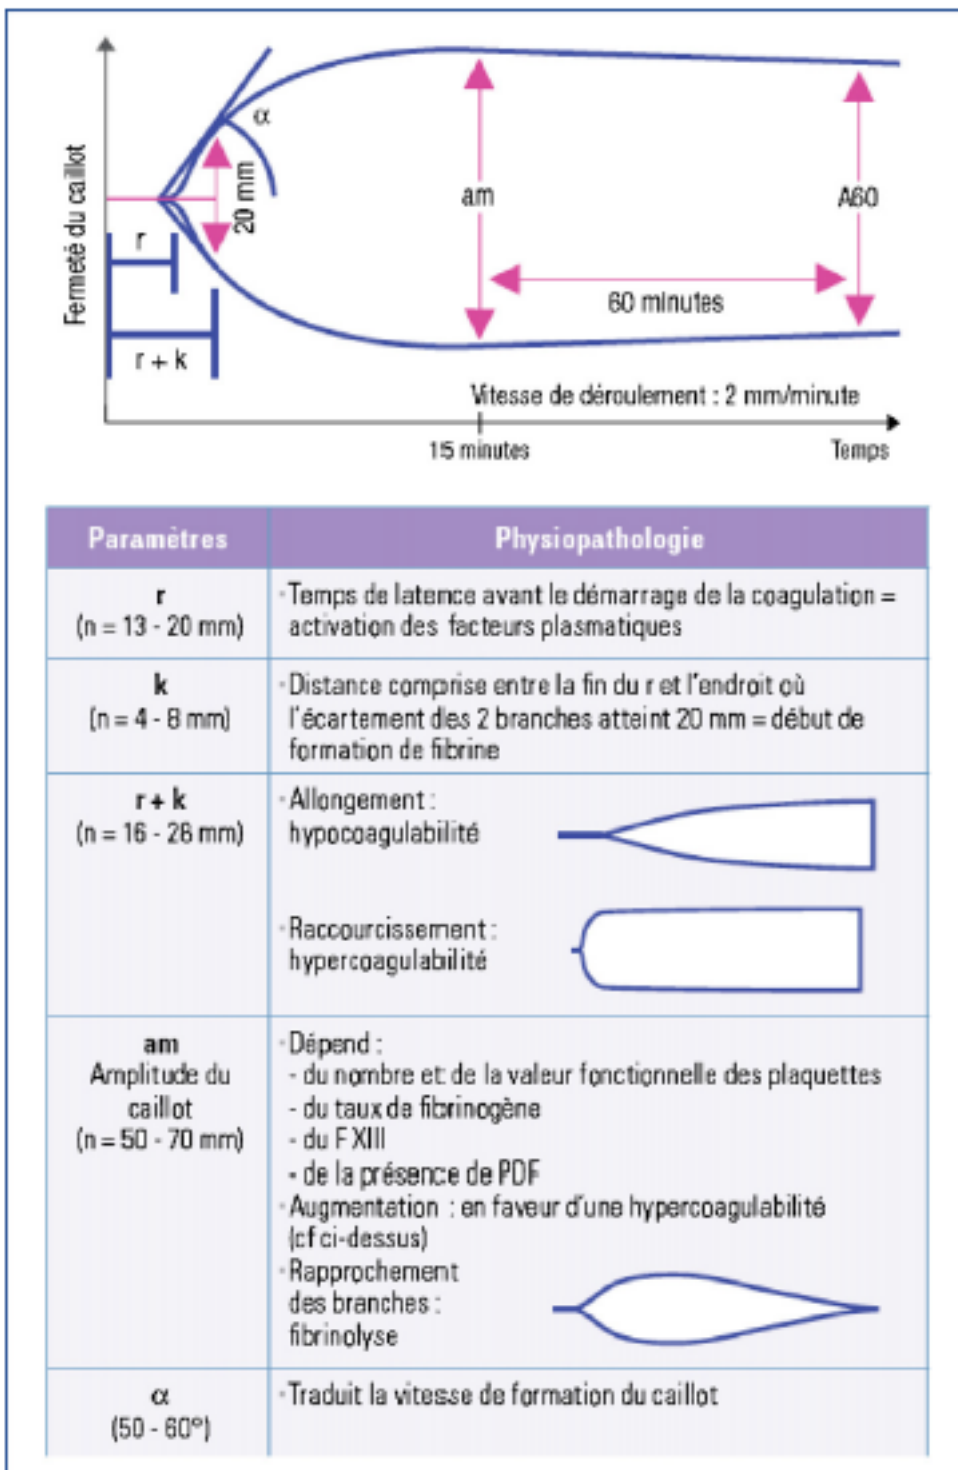 Fermeté du caillot
α
20 mm
r
r + k
am
A60
60 minutes
Vitesse de déroulement : 2 mm/minute
15 minutes
Temps
Paramètres
Physiopathologie
r
(n = 13 - 20 mm)
· Temps de latence avant le démarrage de la coagulation =
activation des facteurs plasmatiques
k
(n = 4 - 8 mm)
· Distance comprise entre la fin du r et l'endroit où
l'écartement des 2 branches atteint 20 mm = début de
formation de fibrine
r + k
(n = 16 - 28 mm)
· Allongement :
hypocoagulabilité
· Raccourcissement :
hypercoagulabilité
am
Amplitude du
caillot
(n = 50 - 70 mm)
· Dépend :
- du nombre et de la valeur fonctionnelle des plaquettes
- du taux de fibrinogène
- du F XIII
- de la présence de PDF
· Augmentation : en faveur d'une hypercoagulabilité
(cf ci-dessus)
· Rapprochement
des branches :
fibrinolyse
α
(50 - 60°)
· Traduit la vitesse de formation du caillot